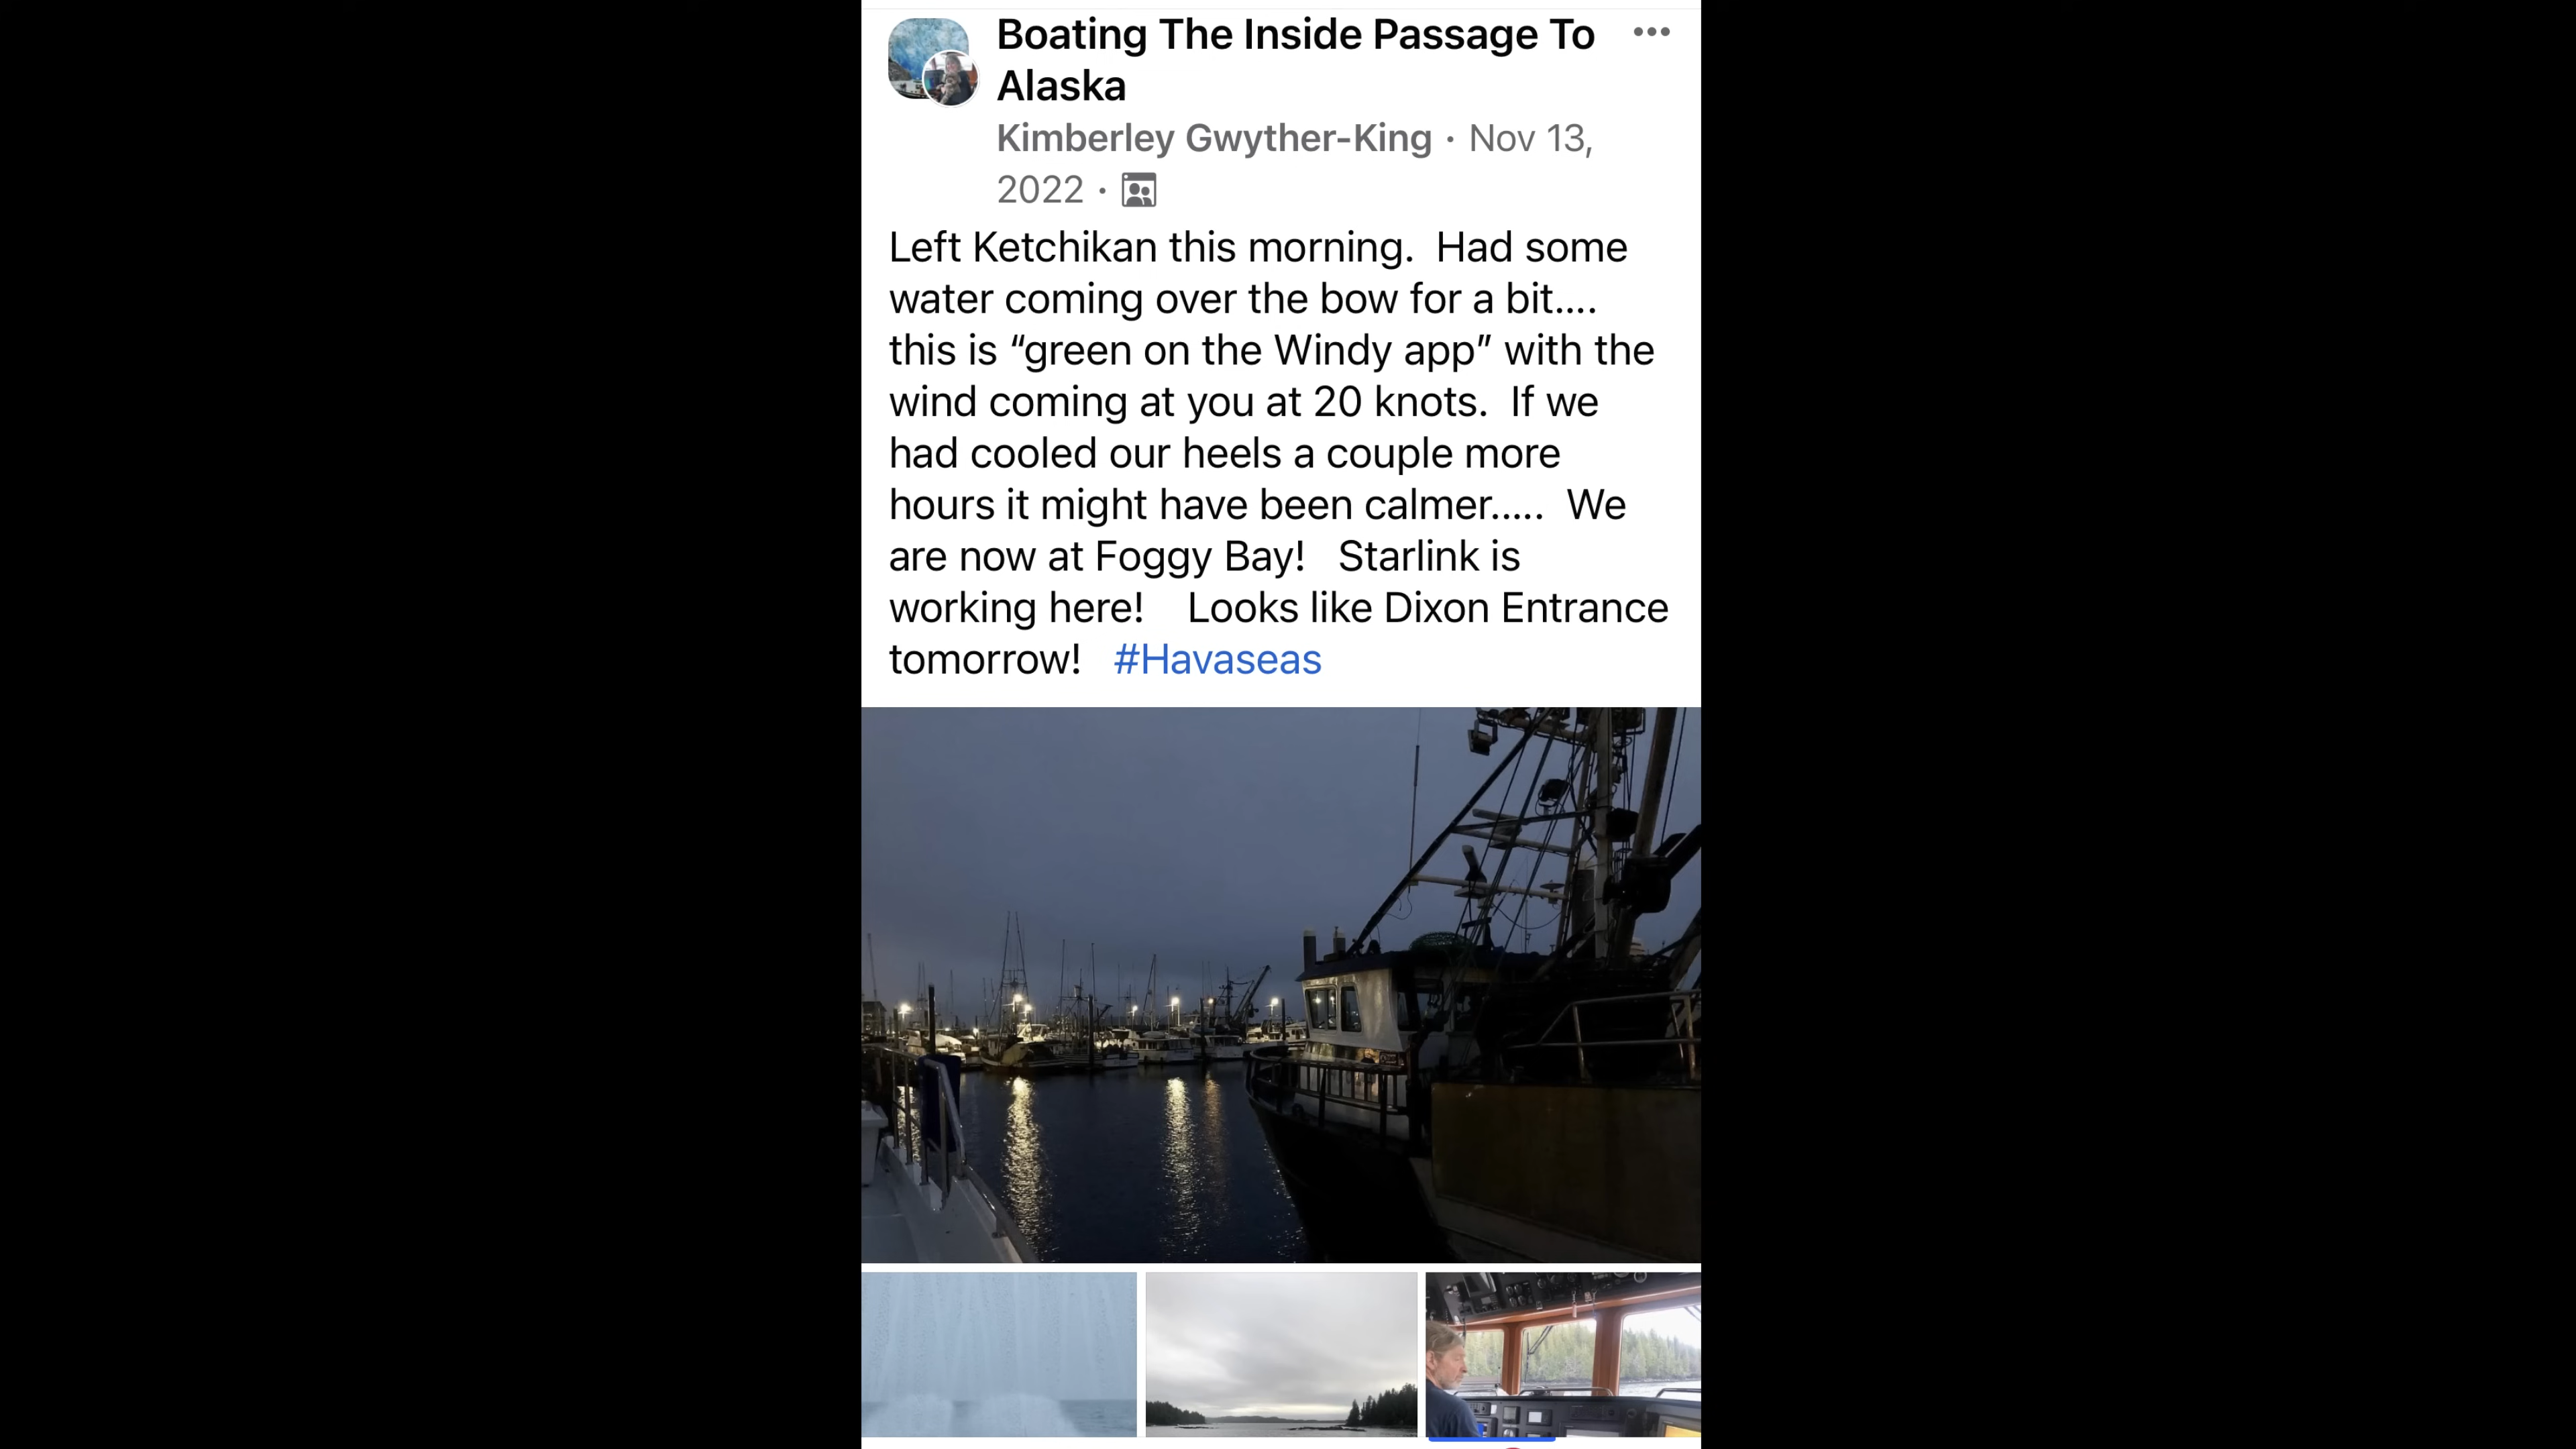 Boating The Inside Passage To
Alaska
Kimberley Gwyther-King · Nov 13,
2022 ·
Left Ketchikan this morning.  Had some
water coming over the bow for a bit....
this is “green on the Windy app” with the
wind coming at you at 20 knots.  If we
had cooled our heels a couple more
hours it might have been calmer.....  We
are now at Foggy Bay!   Starlink is
working here!    Looks like Dixon Entrance
tomorrow!   #Havaseas